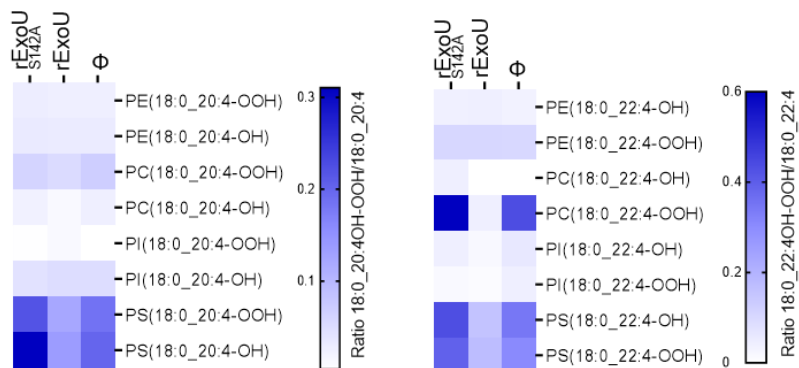 rExoU
S142A
rExoU
Φ
PE(18:0_20:4-OOH)
PE(18:0_20:4-OH)
PC(18:0_20:4-OOH)
PC(18:0_20:4-OH)
PI(18:0_20:4-OOH)
PI(18:0_20:4-OH)
PS(18:0_20:4-OOH)
PS(18:0_20:4-OH)
0.3
0.2
0.1
Ratio 18:0_20:4OH-OOH/18:0_20:4
rExoU
S142A
rExoU
Φ
PE(18:0_22:4-OH)
PE(18:0_22:4-OOH)
PC(18:0_22:4-OH)
PC(18:0_22:4-OOH)
PI(18:0_22:4-OH)
PI(18:0_22:4-OOH)
PS(18:0_22:4-OH)
PS(18:0_22:4-OOH)
0.6
0.4
0.2
0
Ratio 18:0_22:4OH-OOH/18:0_22:4